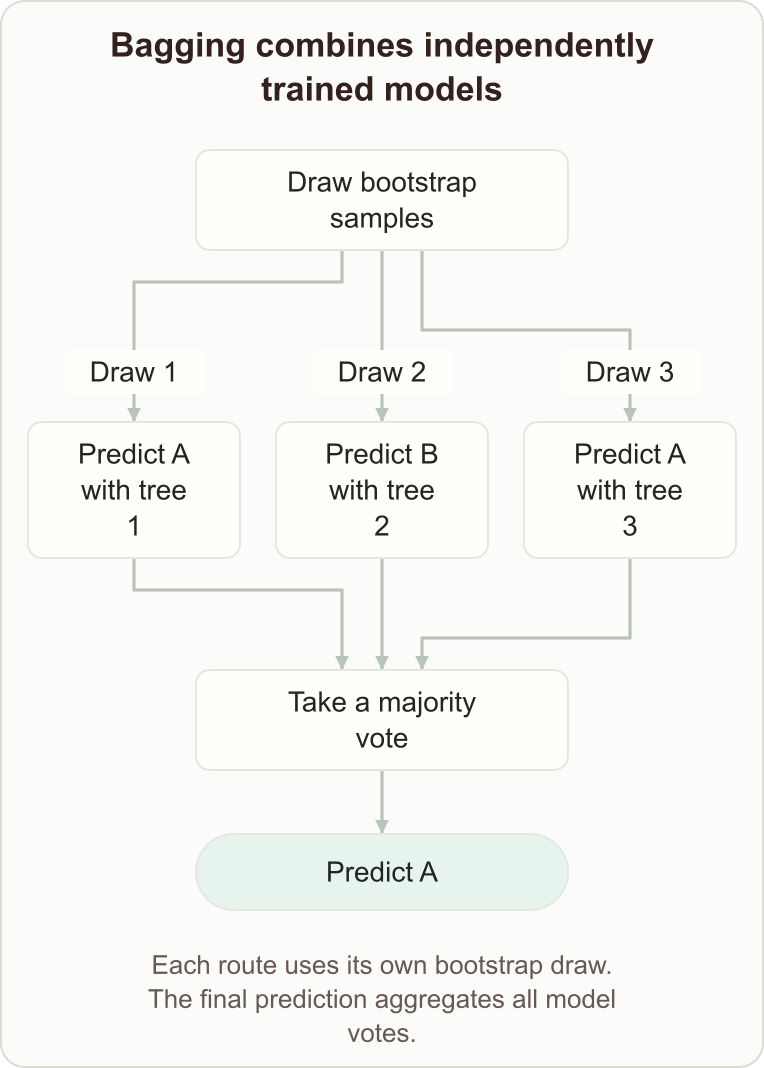 Bagging combines independently
trained models
Draw bootstrap
samples
Draw 1
Draw 2
Draw 3
Predict A
with tree
1
Predict B
with tree
2
Predict A
with tree
3
Take a majority
vote
Predict A
Each route uses its own bootstrap draw.
The final prediction aggregates all model
votes.